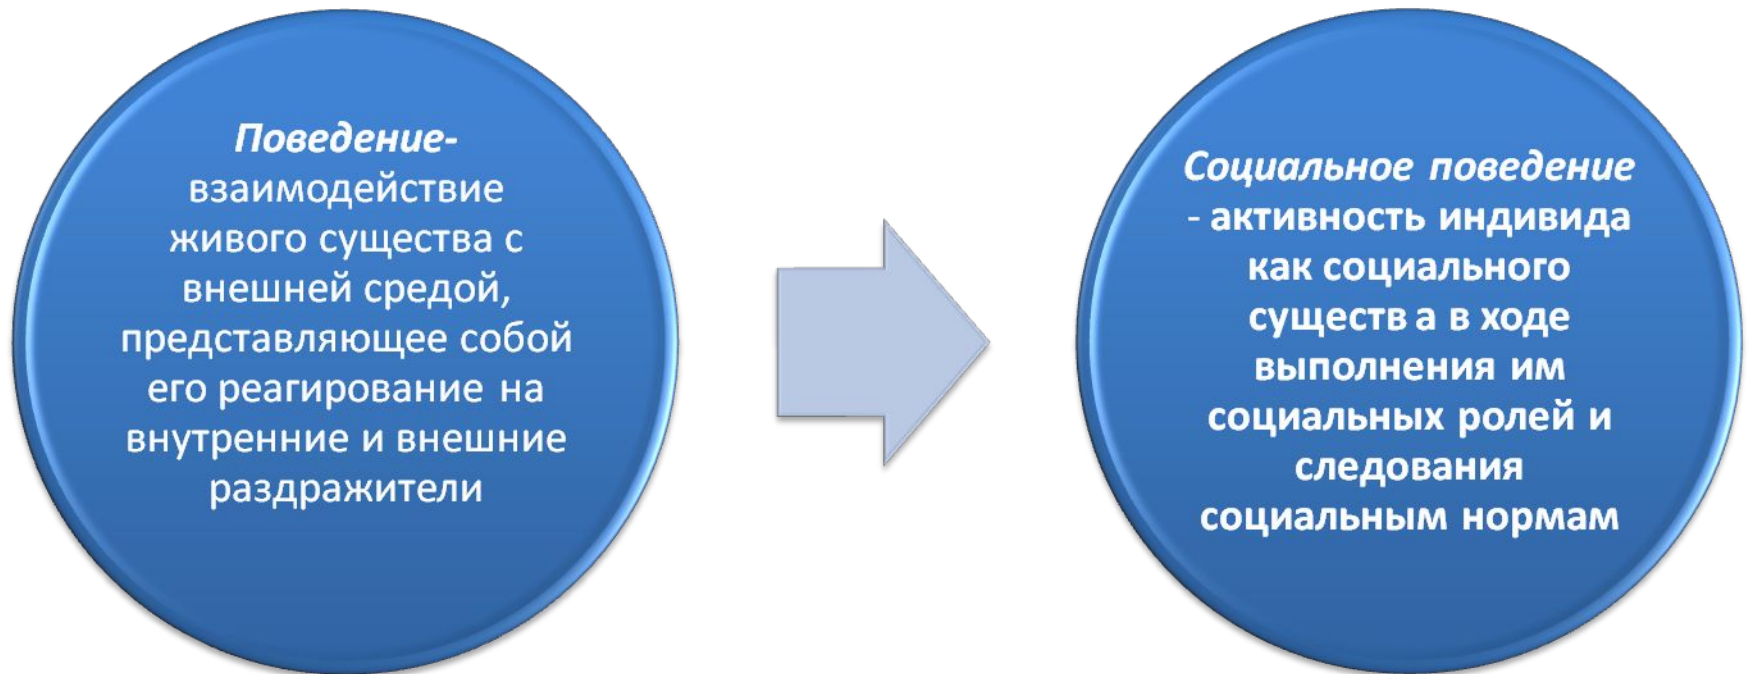 Поведение-
взаимодействие
живого существа с
внешней средой,
представляющее собой
его реагирование на
внутренние и внешние
раздражители
Социальное поведение
- активность индивида
как социального
существ а в ходе
выполнения им
социальных ролей и
следования
социальным нормам